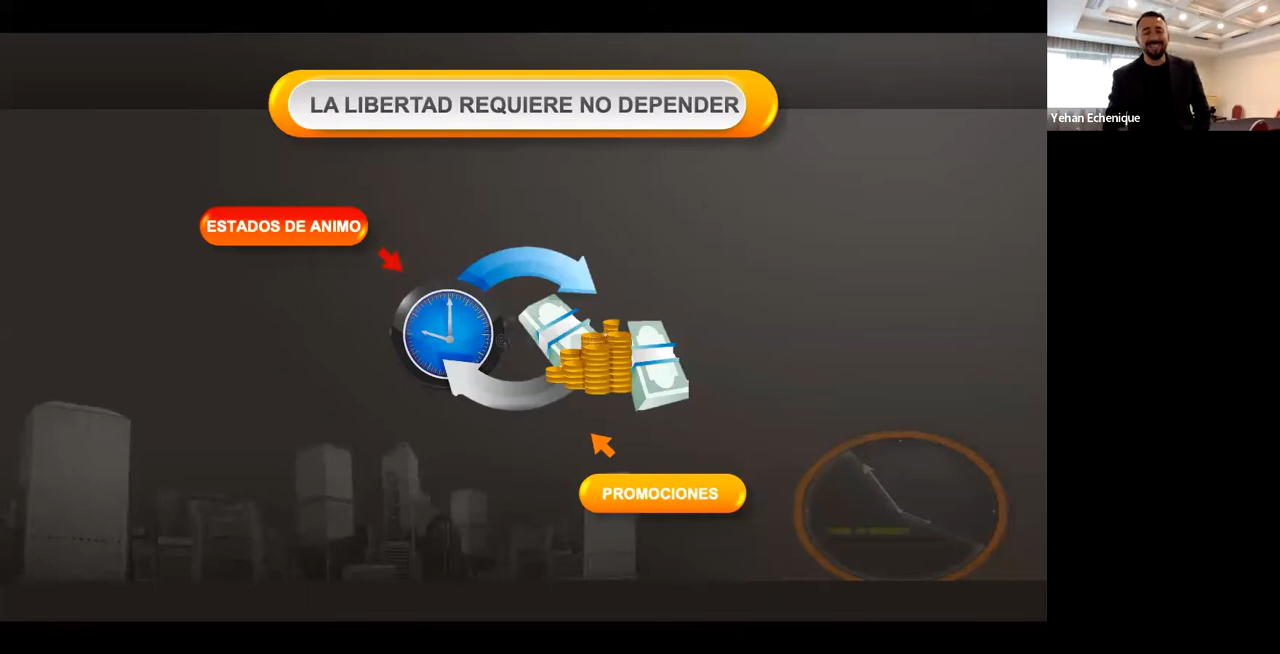 LA LIBERTAD REQUIERE NO DEPENDER
Yehan Echenique
ESTADOS DE ANIMO
PROMOCIONES